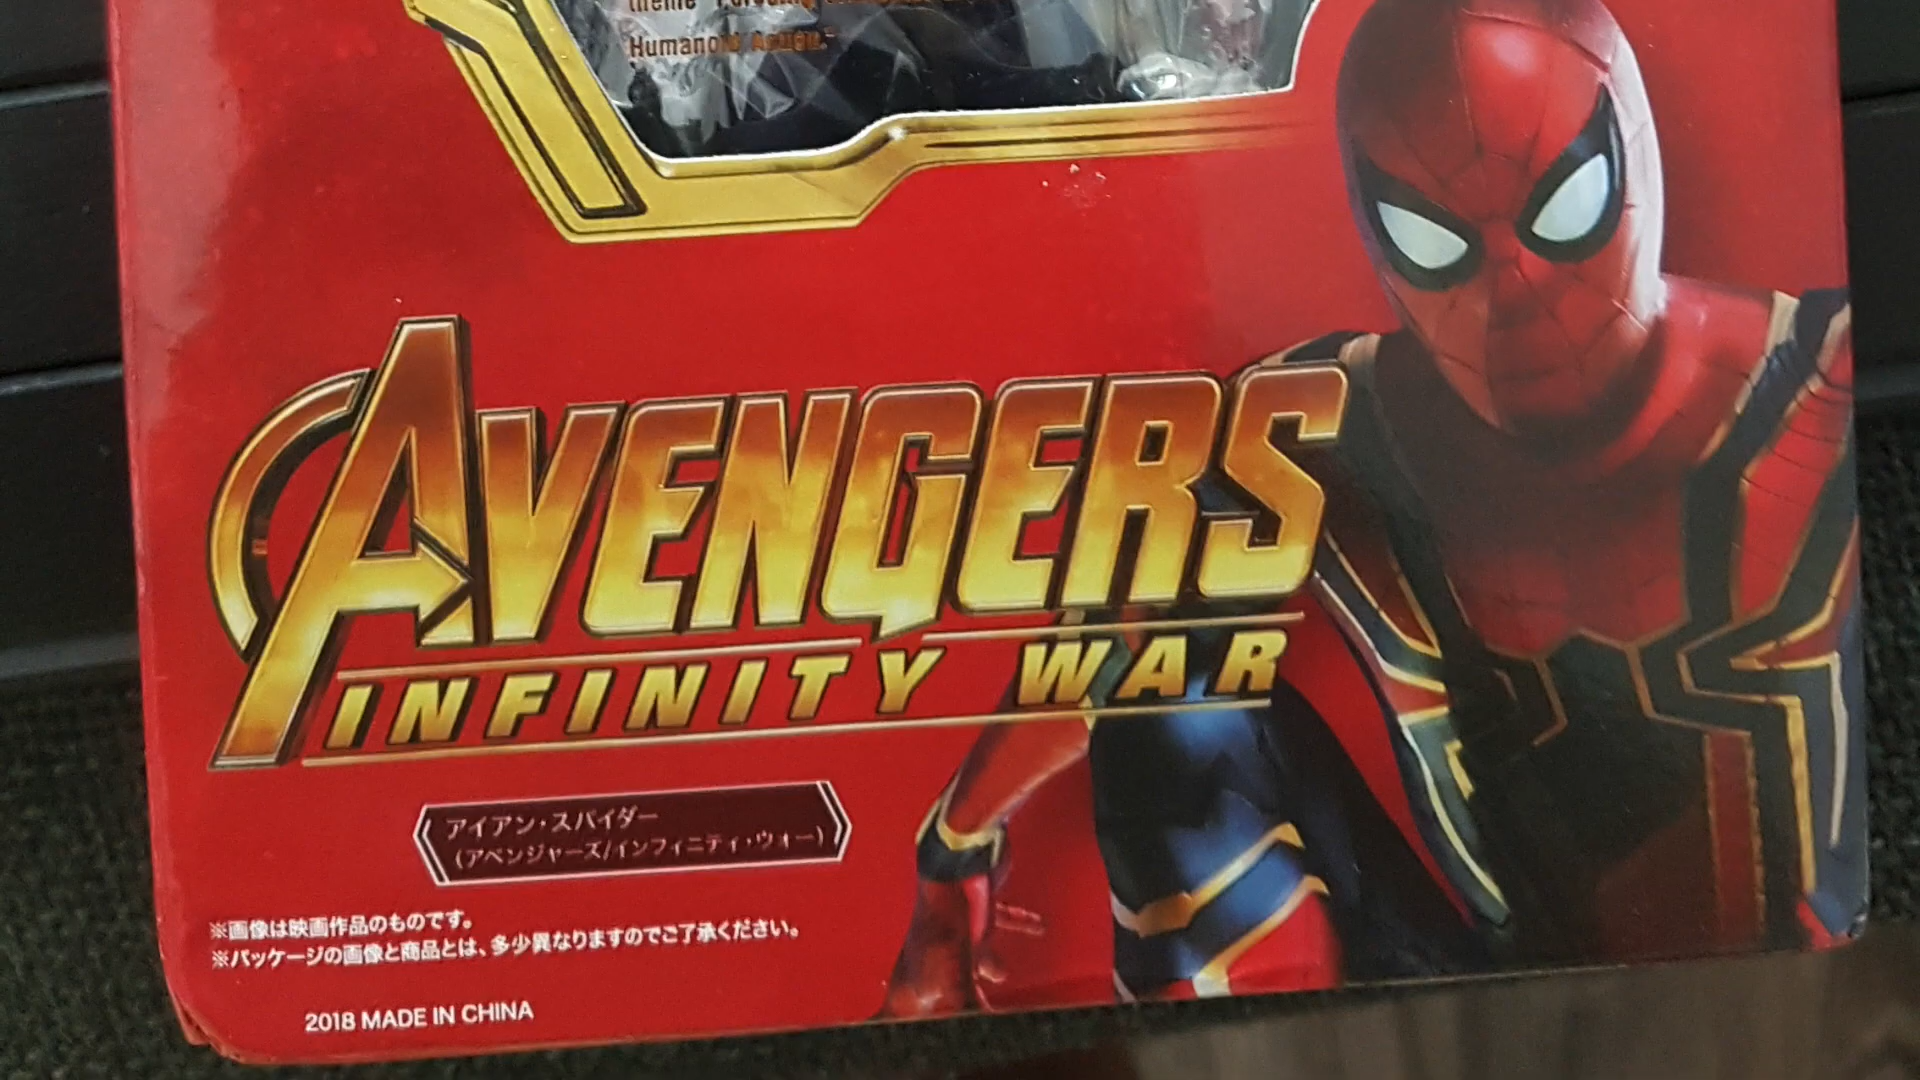 theme
Humanoid Action."
AVENGERS
INFINITY WAR
アイアン・スパイダー
(アベンジャーズ/インフィニティ・ウォー)
※画像は映画作品のものです。
※パッケージの画像と商品とは、多少異なりますのでご了承ください。
2018 MADE IN CHINA